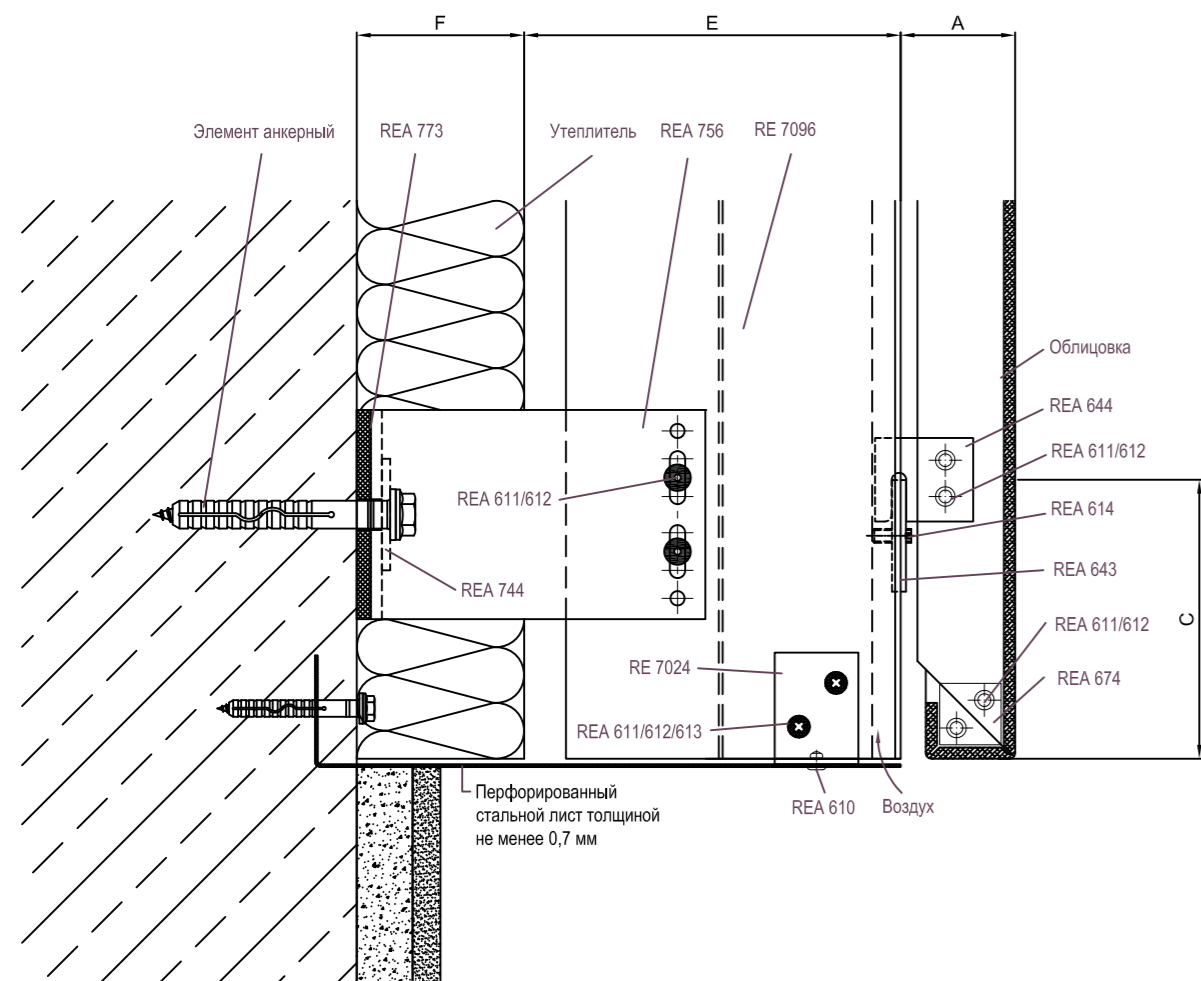 F
E
A
Элемент анкерный
REA 773
Утеплитель
REA 756
RE 7096
Облицовка
REA 644
REA 611/612
REA 611/612
REA 614
REA 643
REA 744
C
REA 611/612
RE 7024
REA 674
REA 611/612/613
Перфорированный
стальной лист толщиной
не менее 0,7 мм
REA 610
Воздух